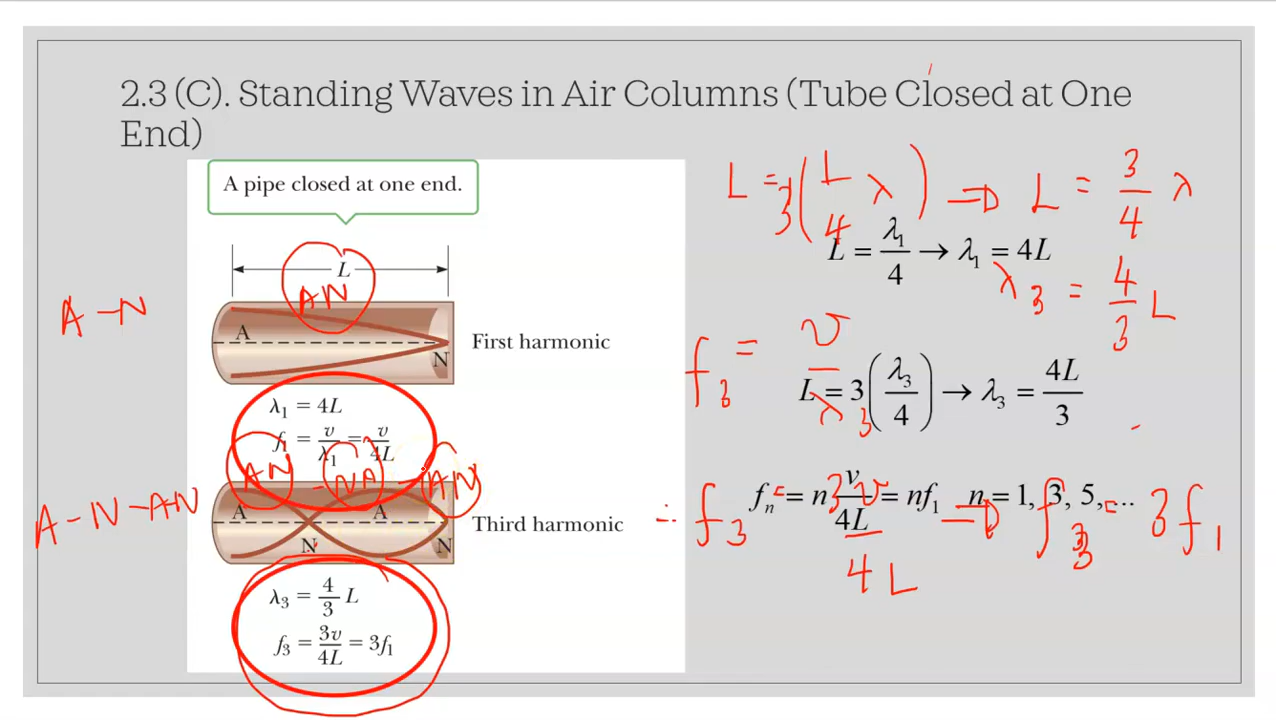 2.3 (C). Standing Waves in Air Columns (Tube Closed at One
End)
A pipe closed at one end.
L
AN
A – N
A
N
First harmonic
λ₁ = 4L
f₁ = v/λ₁ = v/4L
AN – NA – AN
A – N – AN
A
A
N
N
Third harmonic
λ₃ = 4/3 L
f₃ = 3v/4L = 3f₁
L = 3(1/4 λ) ⇒ L = 3/4 λ
L = λ₁/4 → λ₁ = 4L
λ₃ = 4/3 L
f₃ = v/λ₃
L = 3(λ₃/4) → λ₃ = 4L/3
fₙ = n v/4L = nf₁ n = 1, 3, 5, ...
∴ f₃ = 3v/4L ⇒ f₃ = 3f₁